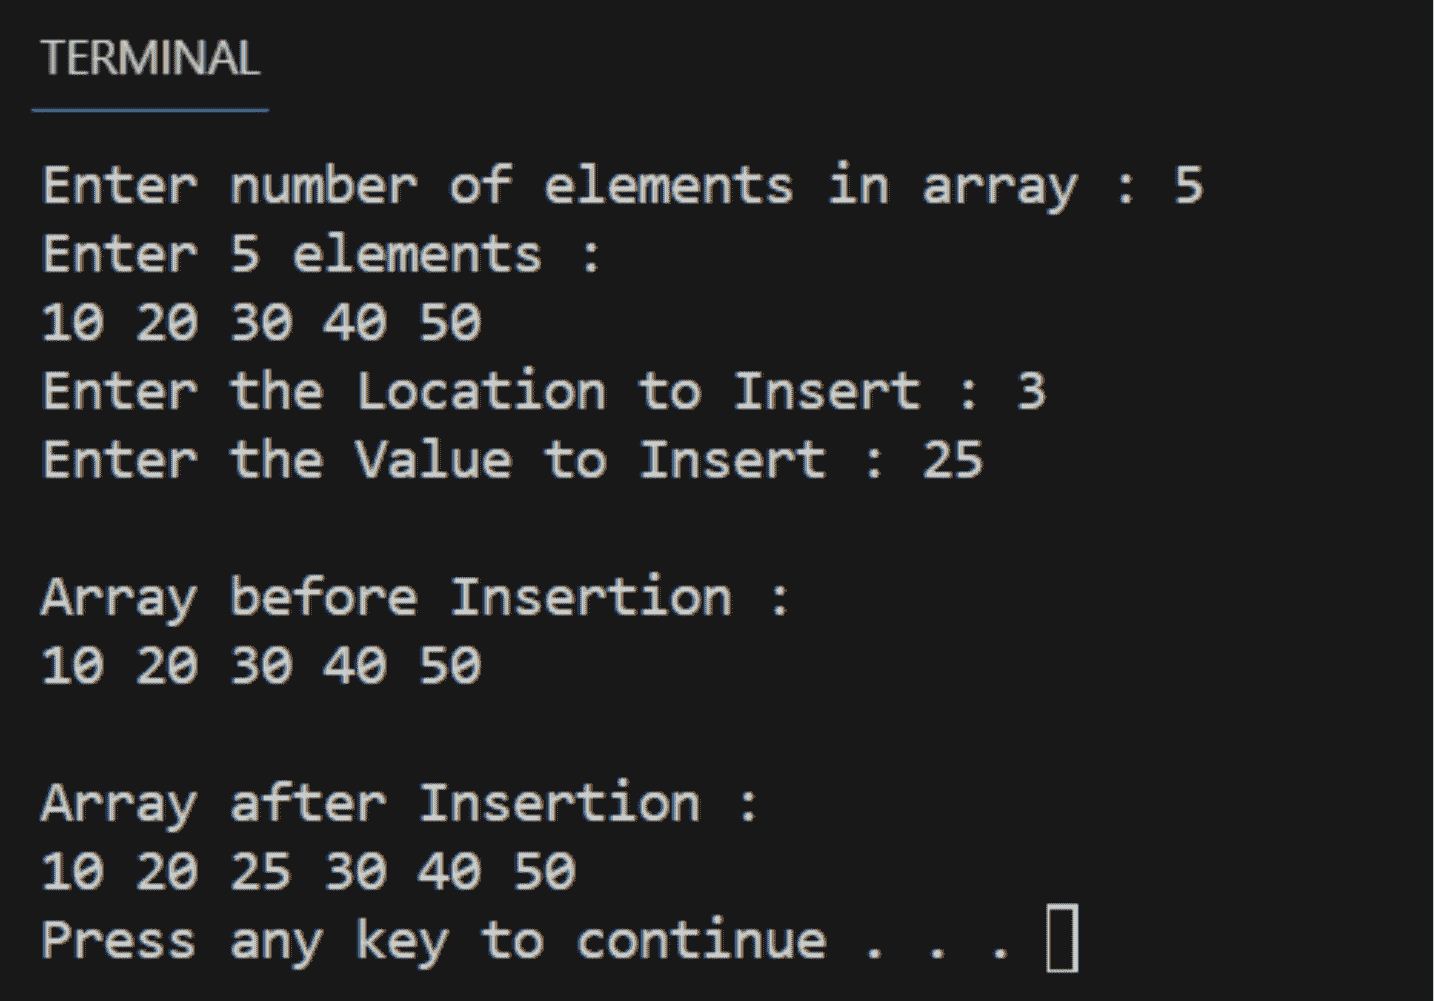 TERMINAL
Enter number of elements in array : 5
Enter 5 elements :
10 20 30 40 50
Enter the Location to Insert : 3
Enter the Value to Insert : 25
Array before Insertion :
10 20 30 40 50
Array after Insertion :
10 20 25 30 40 50
Press any key to continue . . .